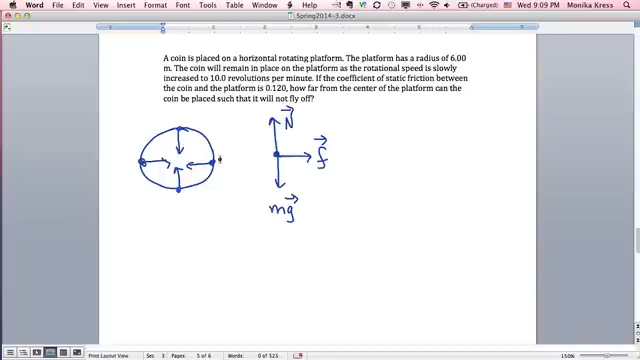 Word File Edit View Insert Format Font Tools Table Window Help
(Charged) Wed 9:09 PM Monika Kress
Spring2014-3.docx
A coin is placed on a horizontal rotating platform. The platform has a radius of 6.00
m. The coin will remain in place on the platform as the rotational speed is slowly
increased to 10.0 revolutions per minute. If the coefficient of static friction between
the coin and the platform is 0.120, how far from the center of the platform can the
coin be placed such that it will not fly off?
N
f
mg
Print Layout View Sec 3 Pages: 5 of 6 Words: 0 of 523 150%